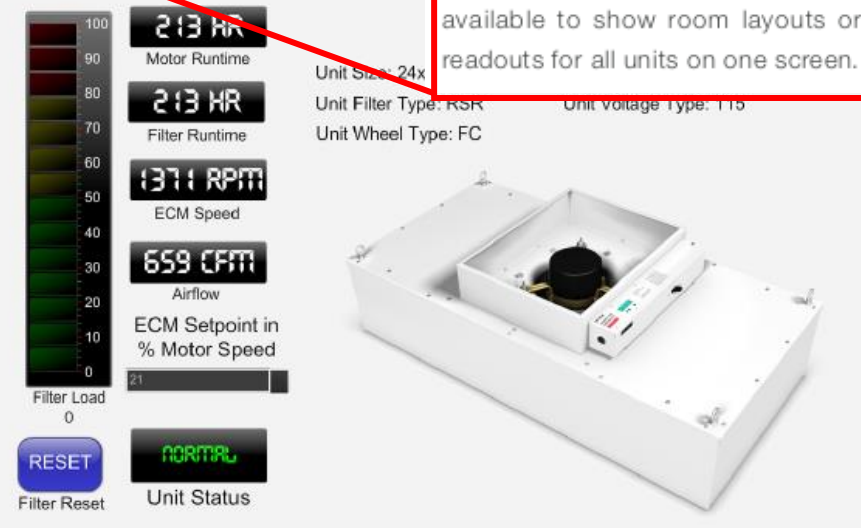 available to show room layouts or
readouts for all units on one screen.
213 HR
Motor Runtime
213 HR
Filter Runtime
1371 RPM
ECM Speed
659 CFM
Airflow
ECM Setpoint in
% Motor Speed
21
100
90
80
70
60
50
40
30
20
10
0
Filter Load
0
RESET
Filter Reset
NORMAL
Unit Status
Unit Size: 24x
Unit Filter Type: RSR
Unit Voltage Type: 115
Unit Wheel Type: FC